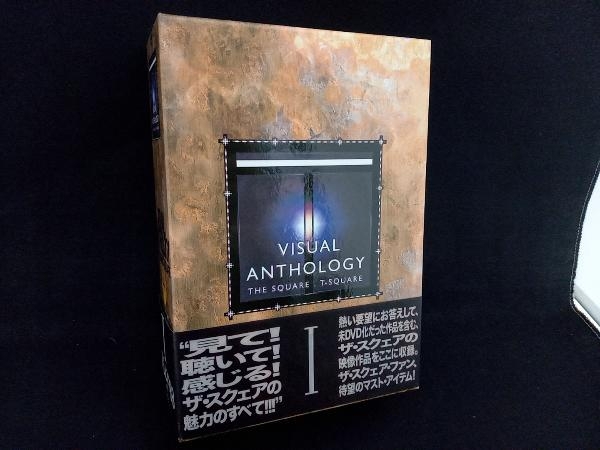 VISUAL
ANTHOLOGY
THE SQUARE . T-SQUARE
I
“見て!
聴いて!
感じる!
ザ・スクェアの
魅力のすべて!!!”
熱い要望にお答えして、
未DVD化だった作品を含む、
ザ・スクェアの
映像作品をここに収録。
ザ・スクェア・ファン、
待望のマスト・アイテム!